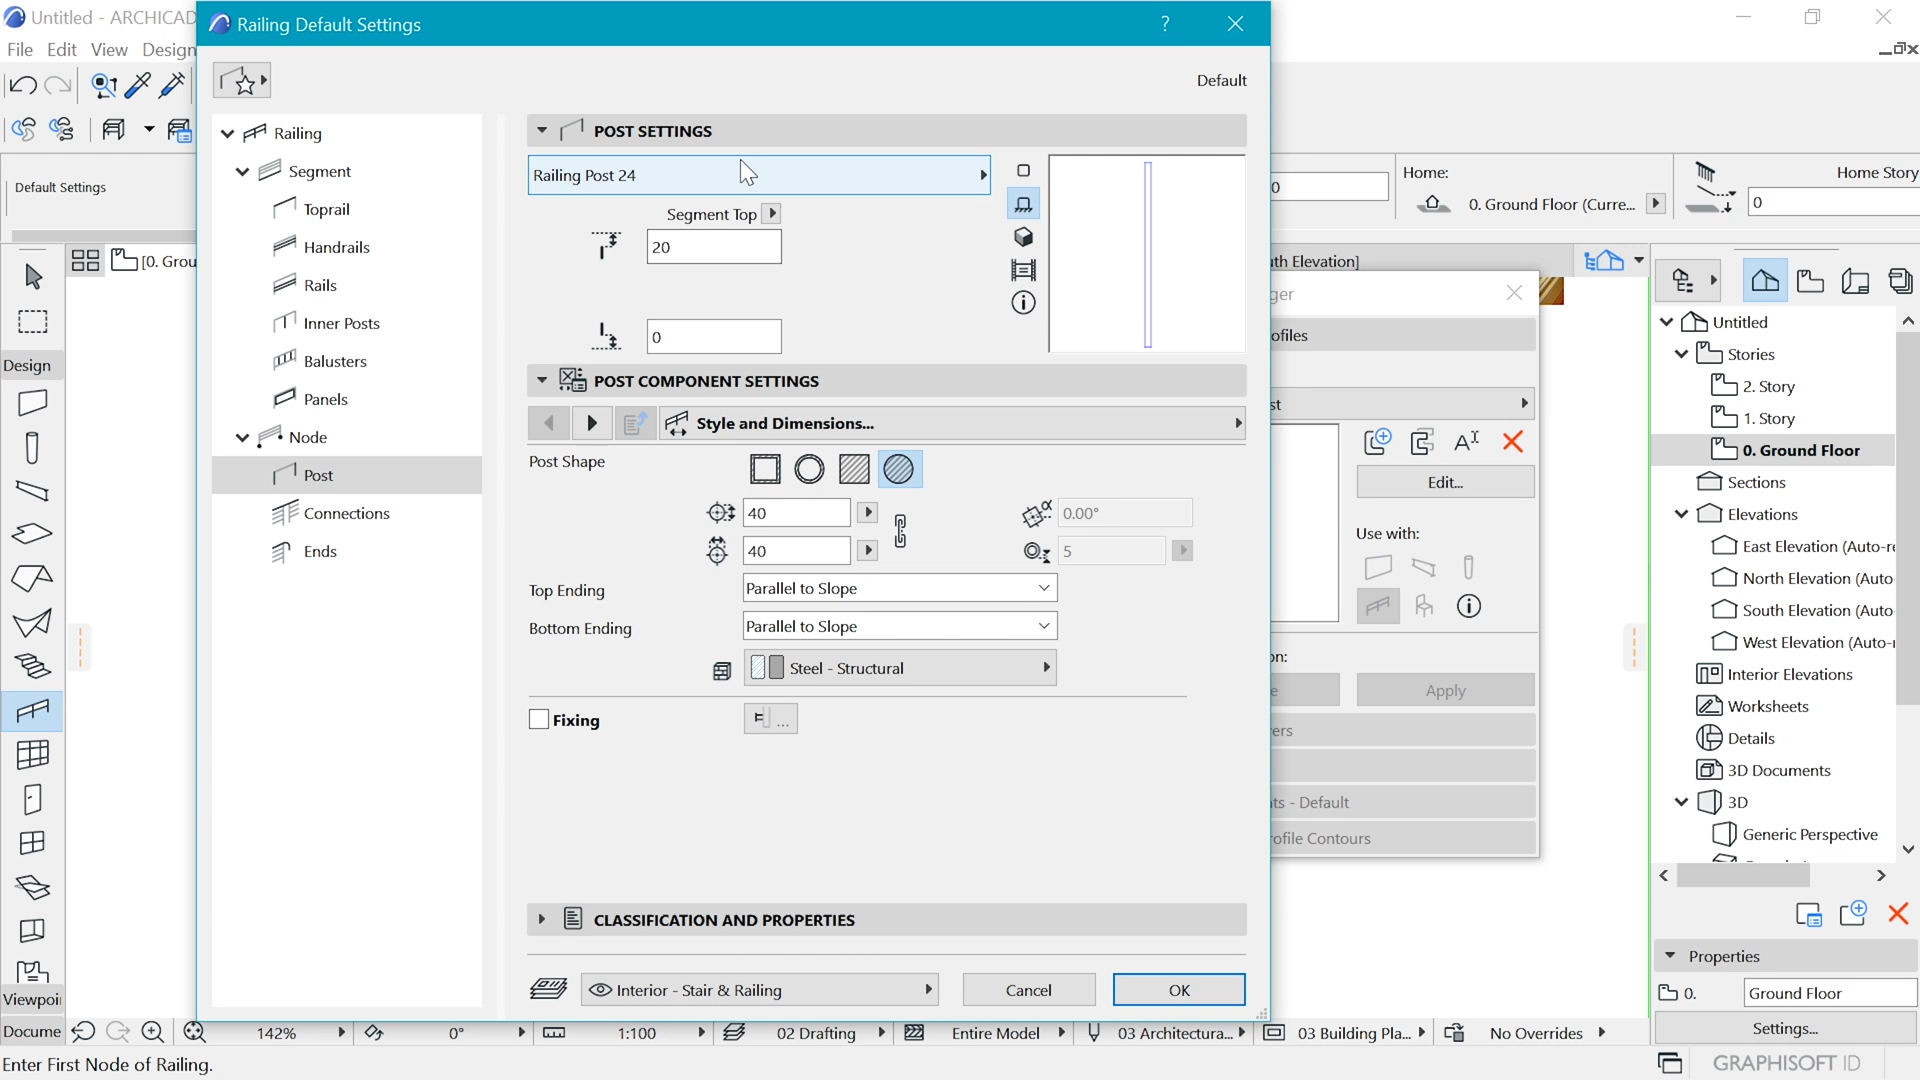 Untitled - ARCHICAD
Railing Default Settings
?
File Edit View Design
Default
Railing
Segment
Toprail
Handrails
Rails
Inner Posts
Balusters
Panels
Node
Post
Connections
Ends
POST SETTINGS
Railing Post 24
Segment Top
20
0
POST COMPONENT SETTINGS
Style and Dimensions...
Post Shape
40
0.00°
40
5
Top Ending
Parallel to Slope
Bottom Ending
Parallel to Slope
Steel - Structural
Fixing
...
CLASSIFICATION AND PROPERTIES
Interior - Stair & Railing
Cancel
OK
Default Settings
[0. Grou
Design
Viewpoi
Docume
0
Home:
0. Ground Floor (Curre...
Home Story
0
th Elevation]
ger
ofiles
st
Edit...
Use with:
on:
e
Apply
ers
ts - Default
ofile Contours
Untitled
Stories
2. Story
1. Story
0. Ground Floor
Sections
Elevations
East Elevation (Auto-r
North Elevation (Auto
South Elevation (Auto
West Elevation (Auto-
Interior Elevations
Worksheets
Details
3D Documents
3D
Generic Perspective
Properties
0.
Ground Floor
Settings...
142%
0°
1:100
02 Drafting
Entire Model
03 Architectura...
03 Building Pla...
No Overrides
Enter First Node of Railing.
GRAPHISOFT ID